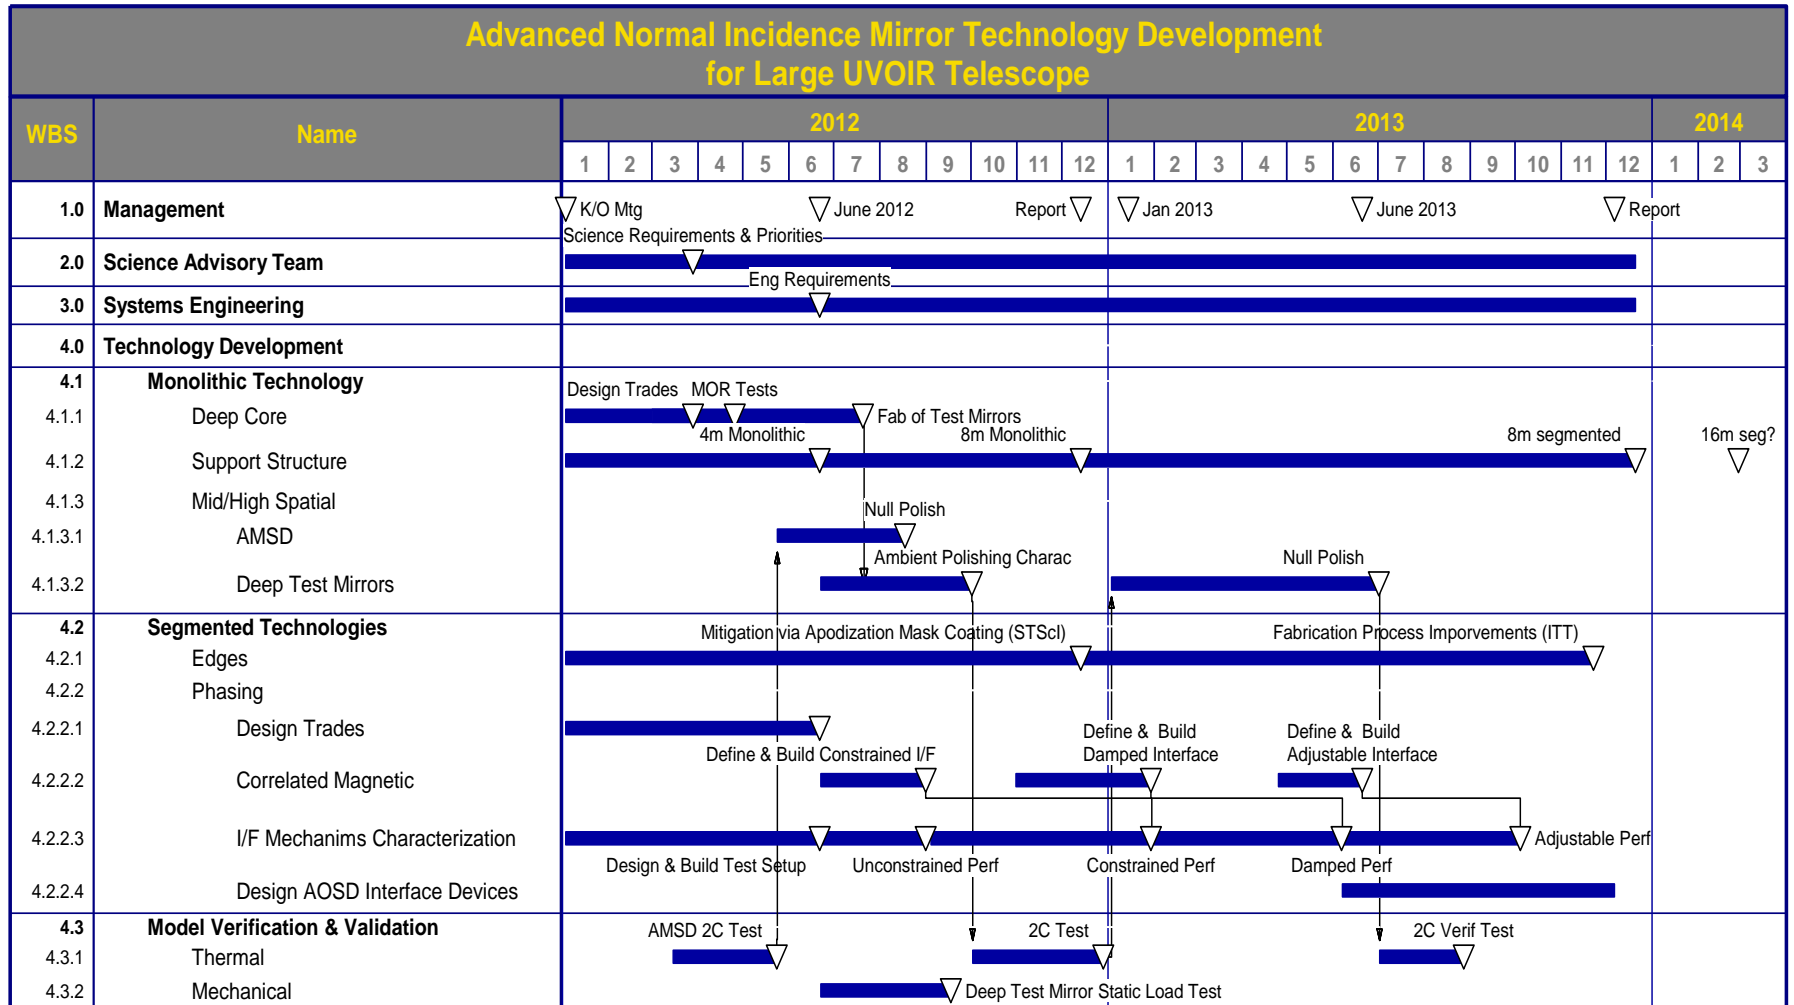 Advanced Normal Incidence Mirror Technology Development
for Large UVOIR Telescope
WBS Name 2012 2013 2014
1 2 3 4 5 6 7 8 9 10 11 12 1 2 3 4 5 6 7 8 9 10 11 12 1 2 3
1.0 Management K/O Mtg June 2012 Report Jan 2013 June 2013 Report
Science Requirements & Priorities
2.0 Science Advisory Team
Eng Requirements
3.0 Systems Engineering
4.0 Technology Development
4.1 Monolithic Technology
Design Trades MOR Tests
4.1.1 Deep Core Fab of Test Mirrors
4m Monolithic 8m Monolithic 8m segmented 16m seg?
4.1.2 Support Structure
4.1.3 Mid/High Spatial
Null Polish
4.1.3.1 AMSD
Ambient Polishing Charac Null Polish
4.1.3.2 Deep Test Mirrors
4.2 Segmented Technologies
Mitigation via Apodization Mask Coating (STScI) Fabrication Process Imporvements (ITT)
4.2.1 Edges
4.2.2 Phasing
4.2.2.1 Design Trades
Define & Build Define & Build
Define & Build Constrained I/F Damped Interface Adjustable Interface
4.2.2.2 Correlated Magnetic
4.2.2.3 I/F Mechanims Characterization Adjustable Perf
Design & Build Test Setup Unconstrained Perf Constrained Perf Damped Perf
4.2.2.4 Design AOSD Interface Devices
4.3 Model Verification & Validation
AMSD 2C Test 2C Test 2C Verif Test
4.3.1 Thermal
4.3.2 Mechanical Deep Test Mirror Static Load Test